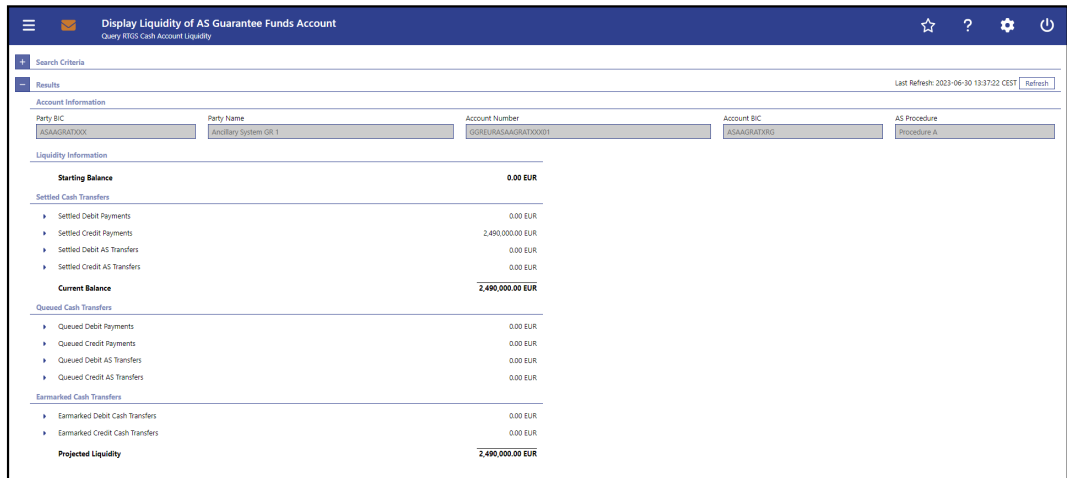 Display Liquidity of AS Guarantee Funds Account
Query RTGS Cash Account Liquidity
?
+ Search Criteria
− Results Last Refresh: 2023-06-30 13:37:22 CEST Refresh
Account Information
Party BIC Party Name Account Number Account BIC AS Procedure
ASAAGRATXXX Ancillary System GR 1 GGREURASAAGRATXXX01 ASAAGRATXRG Procedure A
Liquidity Information
Starting Balance 0.00 EUR
Settled Cash Transfers
Settled Debit Payments 0.00 EUR
Settled Credit Payments 2,490,000.00 EUR
Settled Debit AS Transfers 0.00 EUR
Settled Credit AS Transfers 0.00 EUR
Current Balance 2,490,000.00 EUR
Queued Cash Transfers
Queued Debit Payments 0.00 EUR
Queued Credit Payments 0.00 EUR
Queued Debit AS Transfers 0.00 EUR
Queued Credit AS Transfers 0.00 EUR
Earmarked Cash Transfers
Earmarked Debit Cash Transfers 0.00 EUR
Earmarked Credit Cash Transfers 0.00 EUR
Projected Liquidity 2,490,000.00 EUR